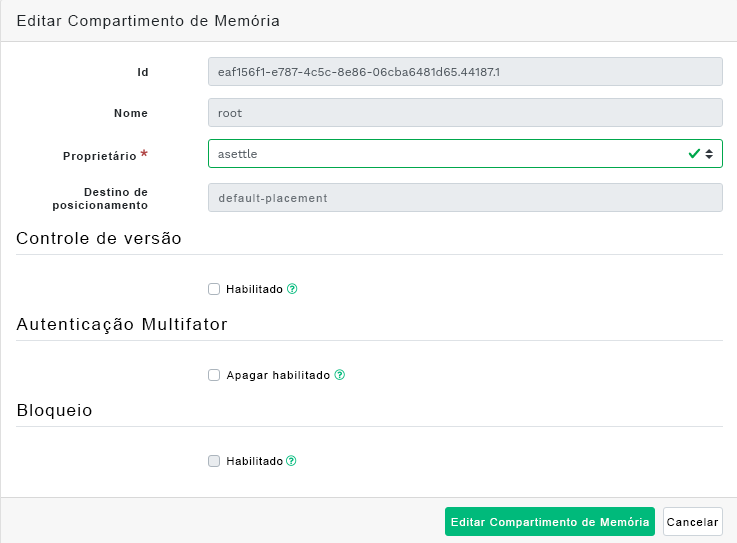 Editar Compartimento de Memória
Id
eaf156f1-e787-4c5c-8e86-06cba6481d65.44187.1
Nome
root
Proprietário *
asettle
Destino de
posicionamento
default-placement
Controle de versão
Habilitado ?
Autenticação Multifator
Apagar habilitado ?
Bloqueio
Habilitado ?
Editar Compartimento de Memória
Cancelar